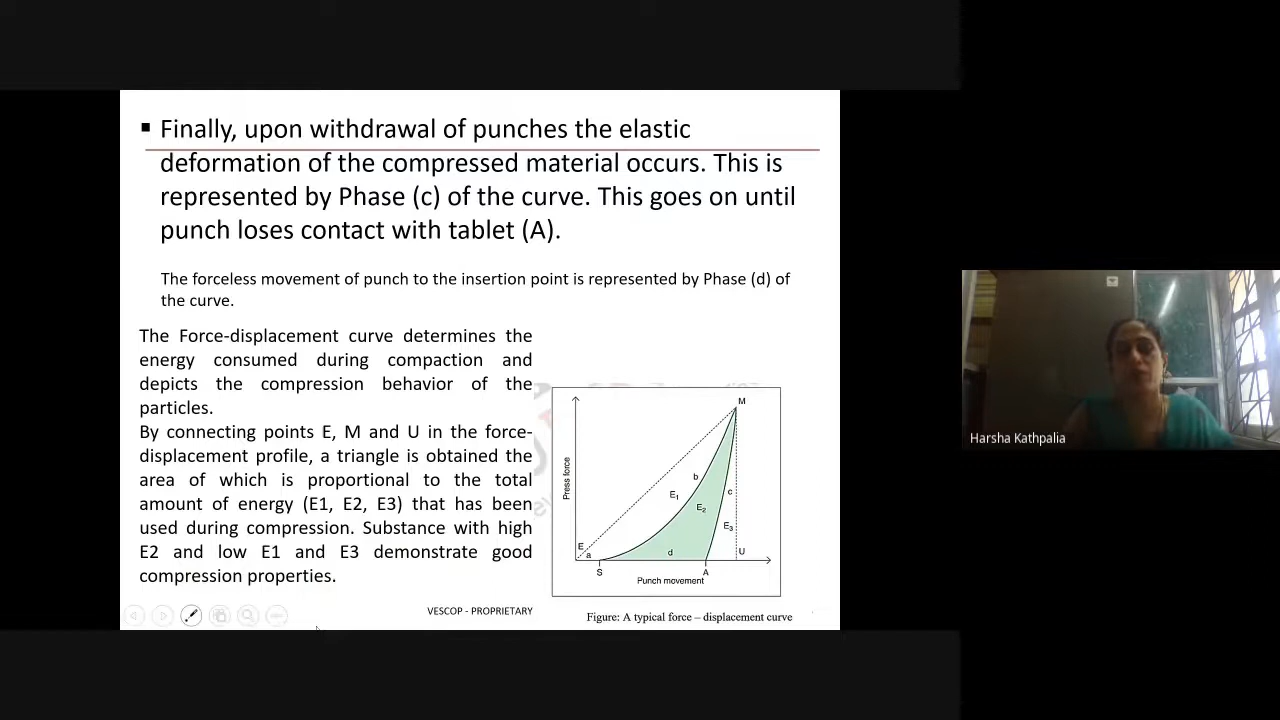 ▪ Finally, upon withdrawal of punches the elastic
deformation of the compressed material occurs. This is
represented by Phase (c) of the curve. This goes on until
punch loses contact with tablet (A).
The forceless movement of punch to the insertion point is represented by Phase (d) of
the curve.
The Force-displacement curve determines the
energy consumed during compaction and
depicts the compression behavior of the
particles.
By connecting points E, M and U in the force-
displacement profile, a triangle is obtained the
area of which is proportional to the total
amount of energy (E1, E2, E3) that has been
used during compression. Substance with high
E2 and low E1 and E3 demonstrate good
compression properties.
M
Press force
b
c
E₁
E₂
E₃
E
a
d
U
S
A
Punch movement
VESCOP - PROPRIETARY
Figure: A typical force – displacement curve
Harsha Kathpalia